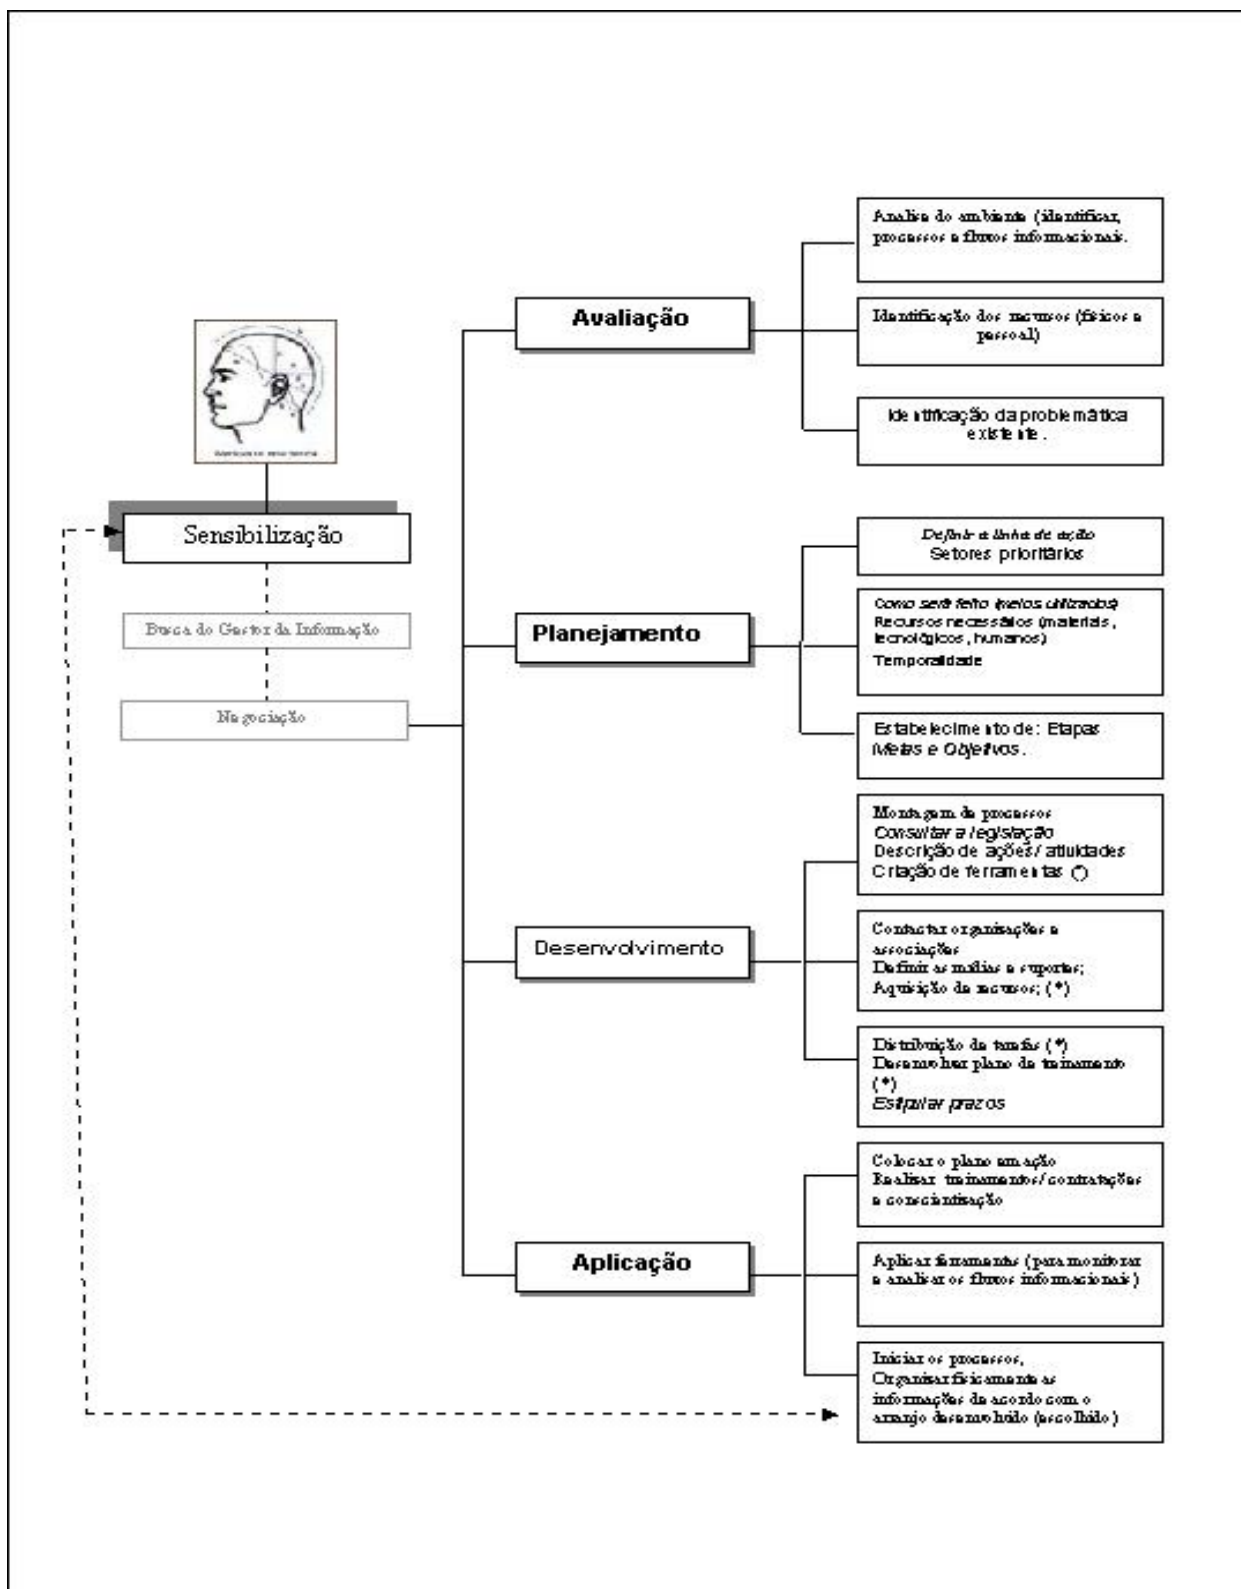 Analise do ambiente (identificar,
processos e fluxos informacionais.
Avaliação
Identificação dos recursos (físicos e
pessoal)
Identificação da problemática
existente.
Sensibilização
Busca do Gestor da Informação
Negociação
Definir a linha de ação
Setores prioritários
Planejamento
Como será feito (meios utilizados)
Recursos necessários (materiais,
tecnológicos, humanos)
Temporalidade
Estabelecimento de: Etapas
Metas e Objetivos.
Montagem de processos
Consultar a legislação
Descrição de ações/ atividades
Criação de ferramentas (*)
Desenvolvimento
Contactar organizações e
associações
Definir as mídias e suportes;
Aquisição de recursos; (*)
Distribuição de tarefas (*)
Desenvolver plano de treinamento
(*)
Estipular prazos
Colocar o plano em ação
Realizar treinamentos/ contratações
e conscientização
Aplicação
Aplicar ferramentas (para monitorar
e analisar os fluxos informacionais)
Iniciar os processos,
Organizar fisicamente as
informações de acordo com o
arranjo desenvolvido (escolhido)